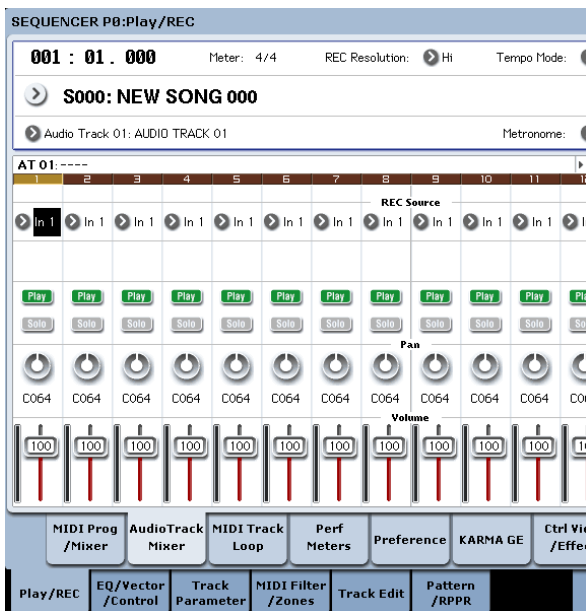 SEQUENCER P0:Play/REC
001 : 01 . 000 Meter: 4/4 REC Resolution: Hi Tempo Mode:
S000: NEW SONG 000
Audio Track 01: AUDIO TRACK 01 Metronome:
AT 01:----
1 2 3 4 5 6 7 8 9 10 11
REC Source
In 1 In 1 In 1 In 1 In 1 In 1 In 1 In 1 In 1 In 1 In 1
Play Play Play Play Play Play Play Play Play Play Play
Solo Solo Solo Solo Solo Solo Solo Solo Solo Solo Solo
Pan
C064 C064 C064 C064 C064 C064 C064 C064 C064 C064 C064
Volume
100 100 100 100 100 100 100 100 100 100 100
MIDI Prog AudioTrack MIDI Track Perf Preference KARMA GE Ctrl
/Mixer Mixer Loop Meters
Play/REC EQ/Vector Track MIDI Filter Track Edit Pattern
/Control Parameter /Zones /RPPR